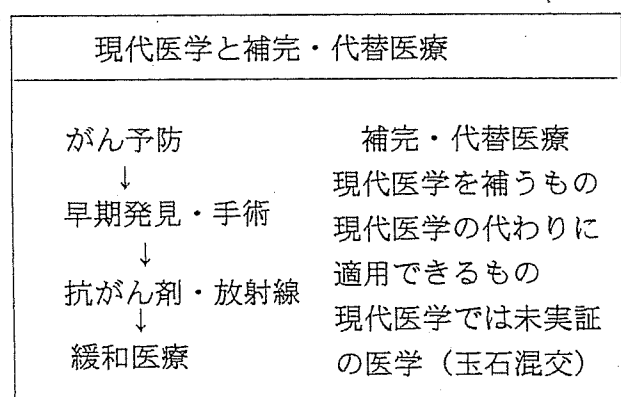 現代医学と補完・代替医療
がん予防
↓
早期発見・手術
↓
抗がん剤・放射線
↓
緩和医療
補完・代替医療
現代医学を補うもの
現代医学の代わりに
適用できるもの
現代医学では未実証
の医学（玉石混交）